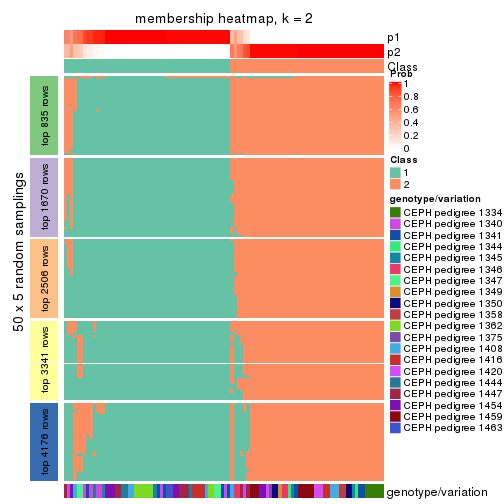 membership heatmap, k = 2
p1
p2
Class
50 x 5 random samplings
top 835 rows
top 1670 rows
top 2506 rows
top 3341 rows
top 4176 rows
Prob
1
0.8
0.6
0.4
0.2
0
Class
1
2
genotype/variation
CEPH pedigree 1334
CEPH pedigree 1340
CEPH pedigree 1341
CEPH pedigree 1344
CEPH pedigree 1345
CEPH pedigree 1346
CEPH pedigree 1347
CEPH pedigree 1349
CEPH pedigree 1350
CEPH pedigree 1358
CEPH pedigree 1362
CEPH pedigree 1375
CEPH pedigree 1408
CEPH pedigree 1416
CEPH pedigree 1420
CEPH pedigree 1444
CEPH pedigree 1447
CEPH pedigree 1454
CEPH pedigree 1459
CEPH pedigree 1463
genotype/variation